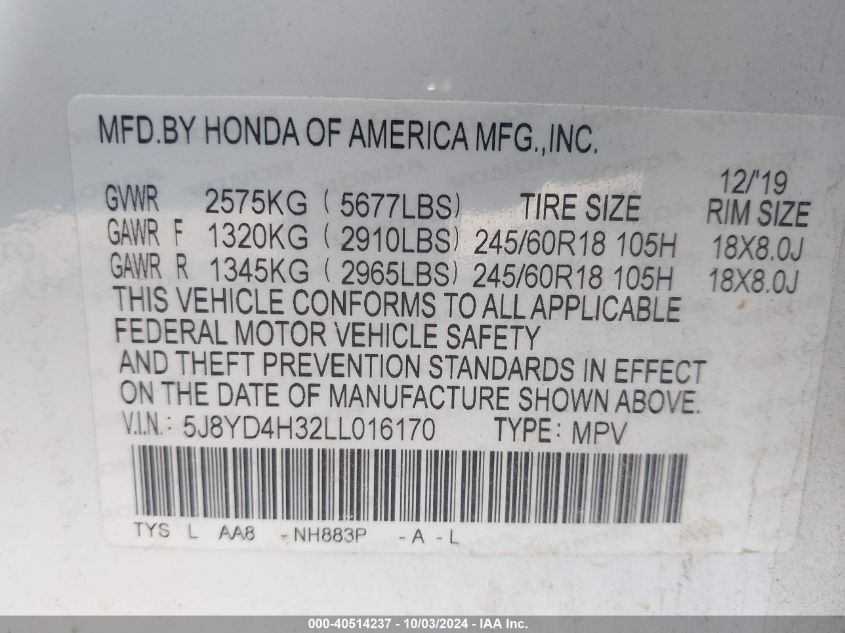 MFD.BY HONDA OF AMERICA MFG.,INC.
12/'19
GVWR 2575KG ( 5677LBS) TIRE SIZE RIM SIZE
GAWR F 1320KG ( 2910LBS) 245/60R18 105H 18X8.0J
GAWR R 1345KG ( 2965LBS) 245/60R18 105H 18X8.0J
THIS VEHICLE CONFORMS TO ALL APPLICABLE
FEDERAL MOTOR VEHICLE SAFETY
AND THEFT PREVENTION STANDARDS IN EFFECT
ON THE DATE OF MANUFACTURE SHOWN ABOVE.
V.I.N.: 5J8YD4H32LL016170 TYPE: MPV
TYS L AA8 -NH883P -A -L
000-40514237 - 10/03/2024 - IAA Inc.